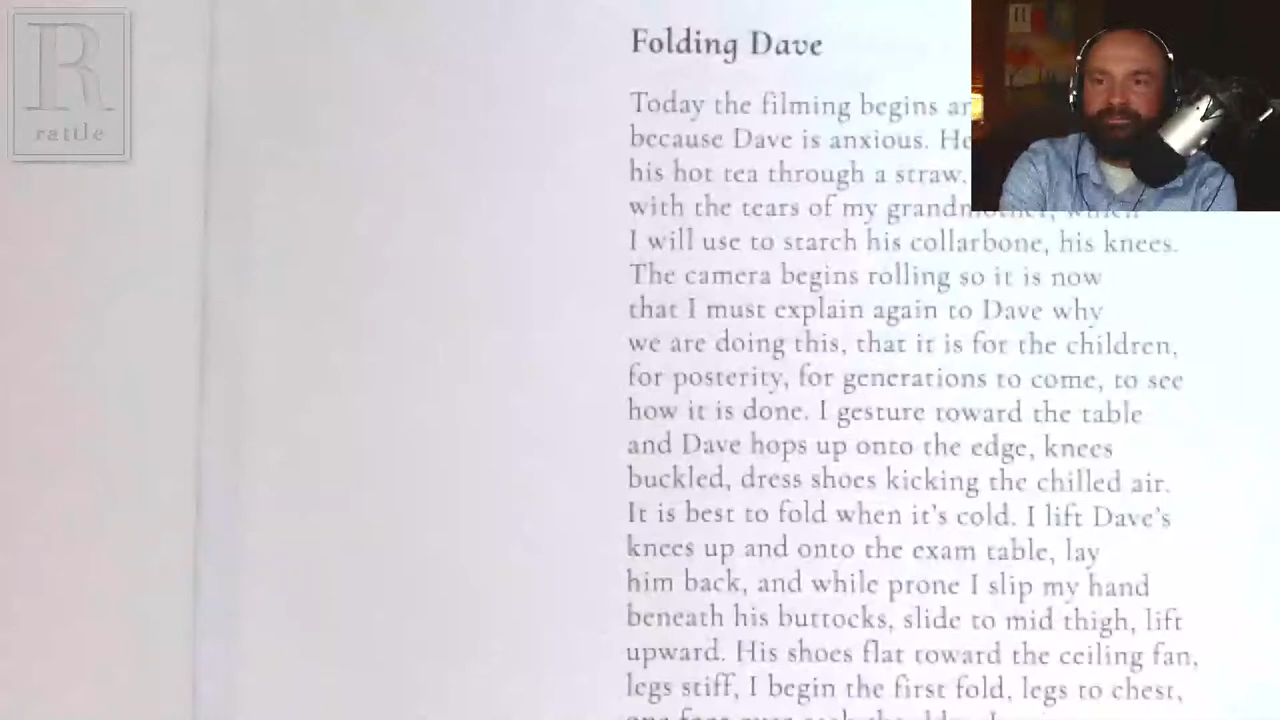 R
rattle
Folding Dave
Today the filming begins
because Dave is anxious. He
his hot tea through a straw.
with the tears of my grandmother, which
I will use to starch his collarbone, his knees.
The camera begins rolling so it is now
that I must explain again to Dave why
we are doing this, that it is for the children,
for posterity, for generations to come, to see
how it is done. I gesture toward the table
and Dave hops up onto the edge, knees
buckled, dress shoes kicking the chilled air.
It is best to fold when it's cold. I lift Dave's
knees up and onto the exam table, lay
him back, and while prone I slip my hand
beneath his buttocks, slide to mid thigh, lift
upward. His shoes flat toward the ceiling fan,
legs stiff, I begin the first fold, legs to chest,